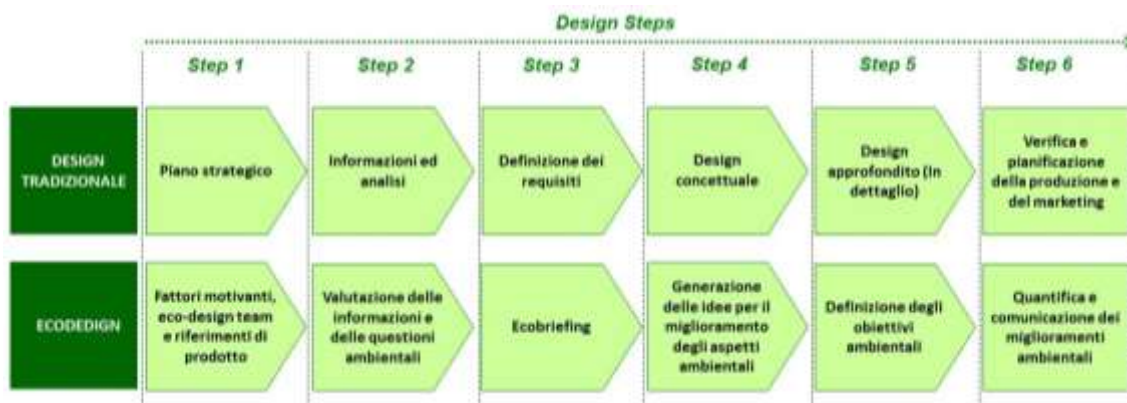 Design Steps
Step 1
Step 2
Step 3
Step 4
Step 5
Step 6
DESIGN
TRADIZIONALE
Piano strategico
Informazioni ed
analisi
Definizione dei
requisiti
Design
concettuale
Design
approfondito (In
dettaglio)
Verifica e
pianificazione
della produzione e
del marketing
ECODEDIGN
Fattori motivanti,
eco-design team
e riferimenti di
prodotto
Valutazione delle
informazioni e
delle questioni
ambientali
Ecobriefing
Generazione
delle idee per il
miglioramento
degli aspetti
ambientali
Definizione degli
obiettivi
ambientali
Quantifica e
comunicazione dei
miglioramenti
ambientali